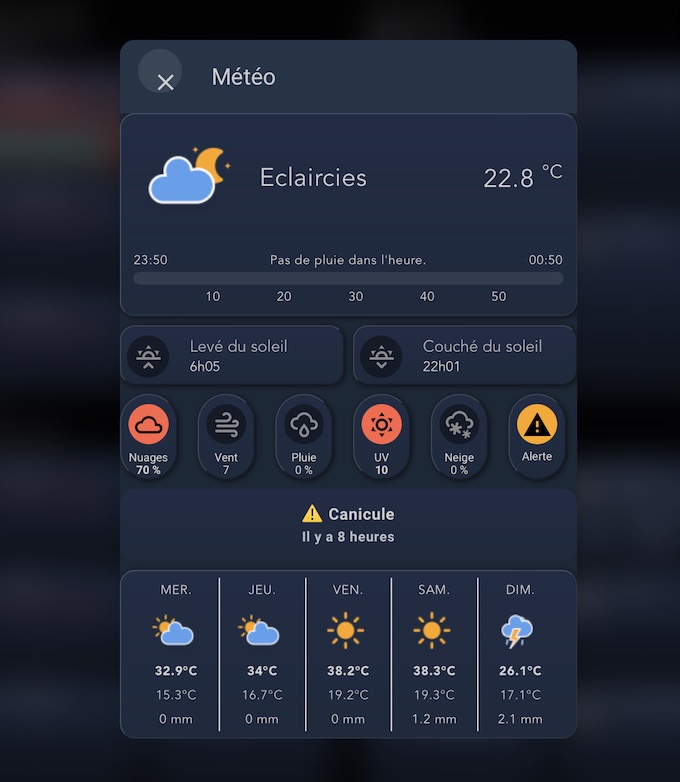 Météo
Eclaircies
22.8 °C
23:50 Pas de pluie dans l'heure. 00:50
10 20 30 40 50
Levé du soleil
6h05
Couché du soleil
22h01
Nuages
70 %
Vent
7
Pluie
0 %
UV
10
Neige
0 %
Alerte
Canicule
Il y a 8 heures
MER. JEU. VEN. SAM. DIM.
32.9°C 34°C 38.2°C 38.3°C 26.1°C
15.3°C 16.7°C 19.2°C 19.3°C 17.1°C
0 mm 0 mm 0 mm 1.2 mm 2.1 mm